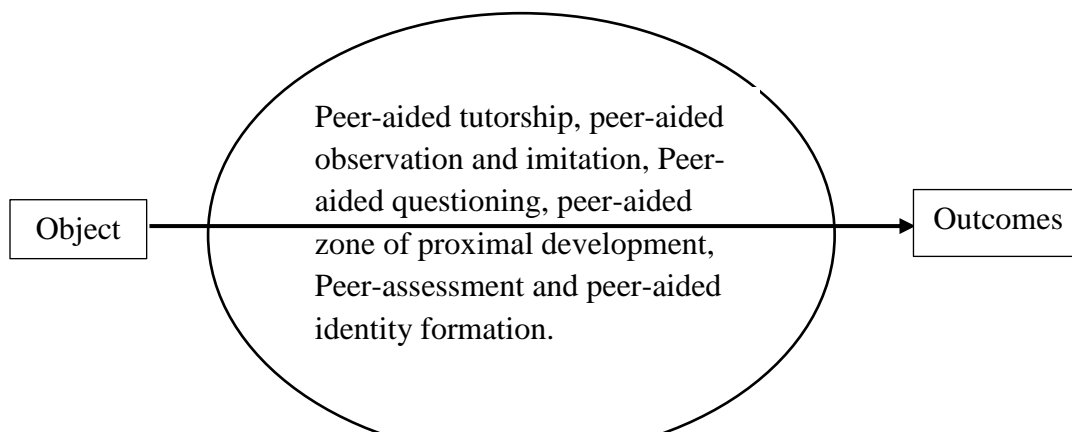 Peer-aided tutorship, peer-aided
observation and imitation, Peer-
aided questioning, peer-aided
zone of proximal development,
Peer-assessment and peer-aided
identity formation.
Object
Outcomes